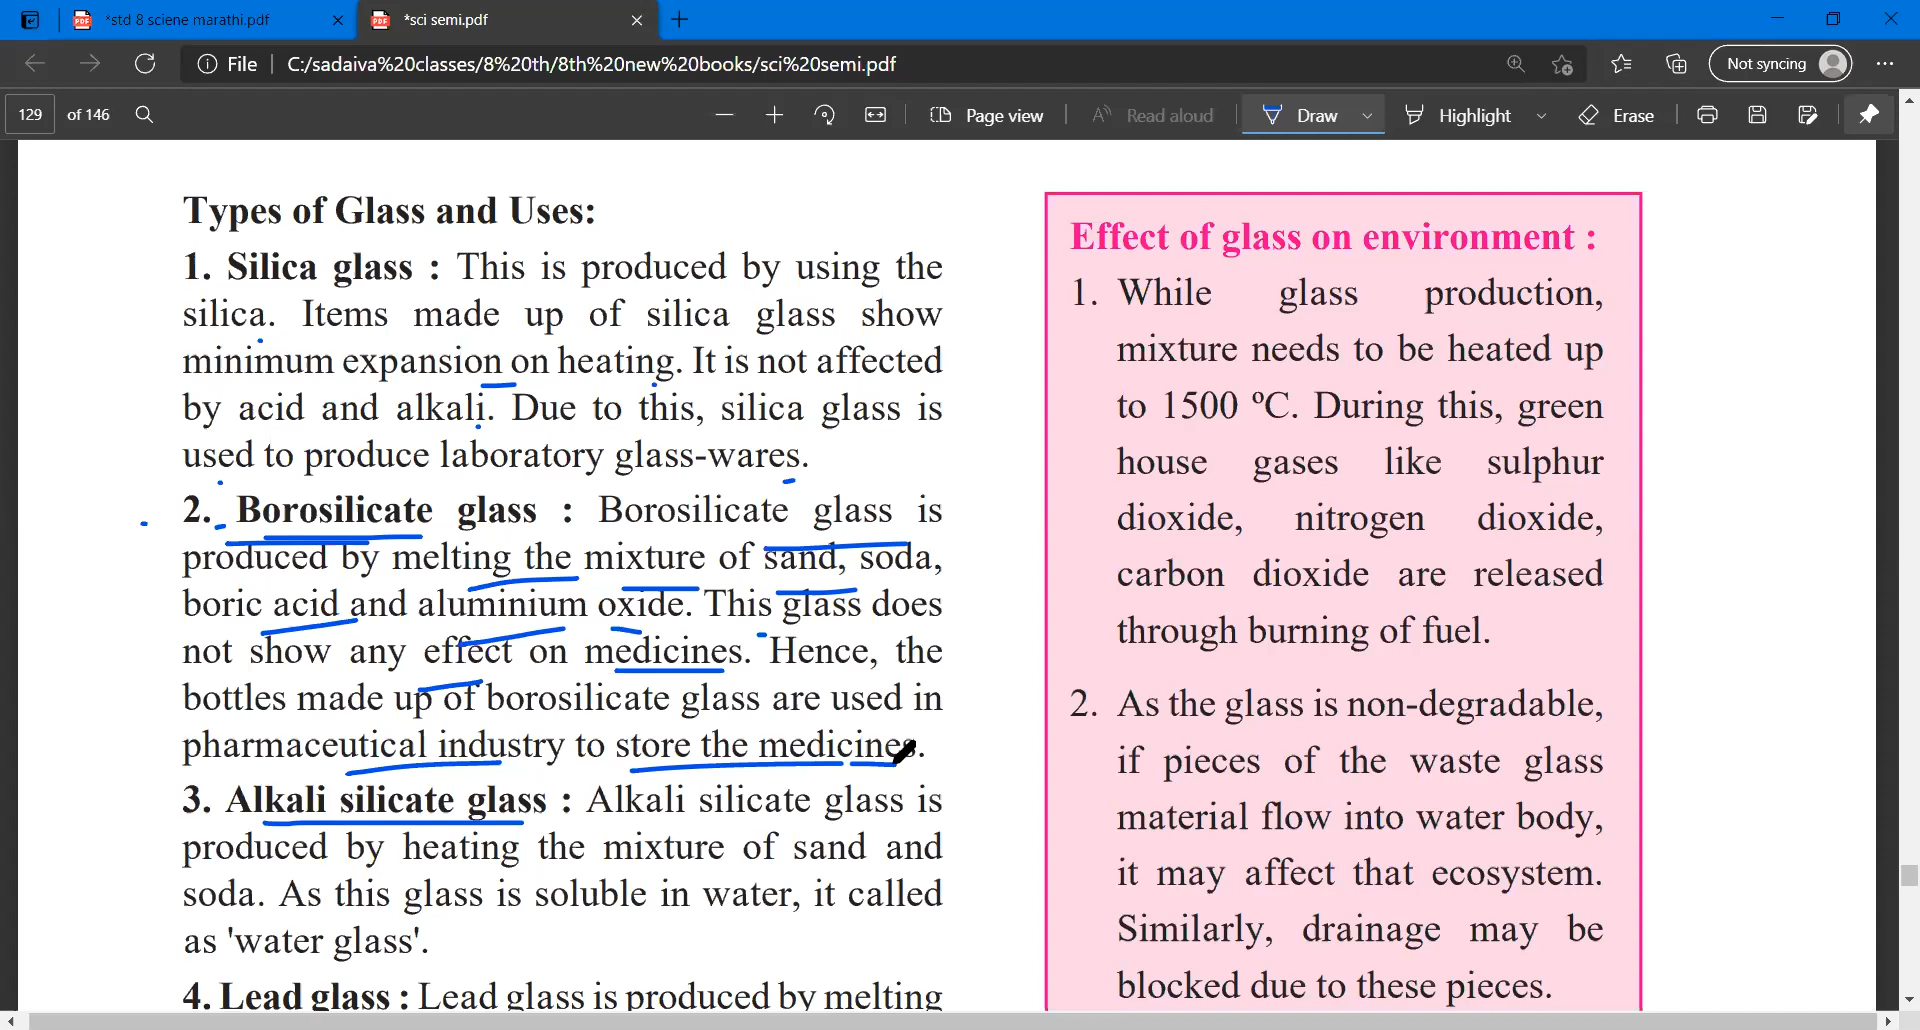 *std 8 sciene marathi.pdf
*sci semi.pdf
File
C:/sadaiva%20classes/8%20th/8th%20new%20books/sci%20semi.pdf
Not syncing
129 of 146
Page view
Read aloud
Draw
Highlight
Erase
Types of Glass and Uses:
1. Silica glass : This is produced by using the
silica. Items made up of silica glass show
minimum expansion on heating. It is not affected
by acid and alkali. Due to this, silica glass is
used to produce laboratory glass-wares.
2. Borosilicate glass : Borosilicate glass is
produced by melting the mixture of sand, soda,
boric acid and aluminium oxide. This glass does
not show any effect on medicines. Hence, the
bottles made up of borosilicate glass are used in
pharmaceutical industry to store the medicines.
3. Alkali silicate glass : Alkali silicate glass is
produced by heating the mixture of sand and
soda. As this glass is soluble in water, it called
as 'water glass'.
4. Lead glass : Lead glass is produced by melting
Effect of glass on environment :
1. While glass production,
mixture needs to be heated up
to 1500 ºC. During this, green
house gases like sulphur
dioxide, nitrogen dioxide,
carbon dioxide are released
through burning of fuel.
2. As the glass is non-degradable,
if pieces of the waste glass
material flow into water body,
it may affect that ecosystem.
Similarly, drainage may be
blocked due to these pieces.